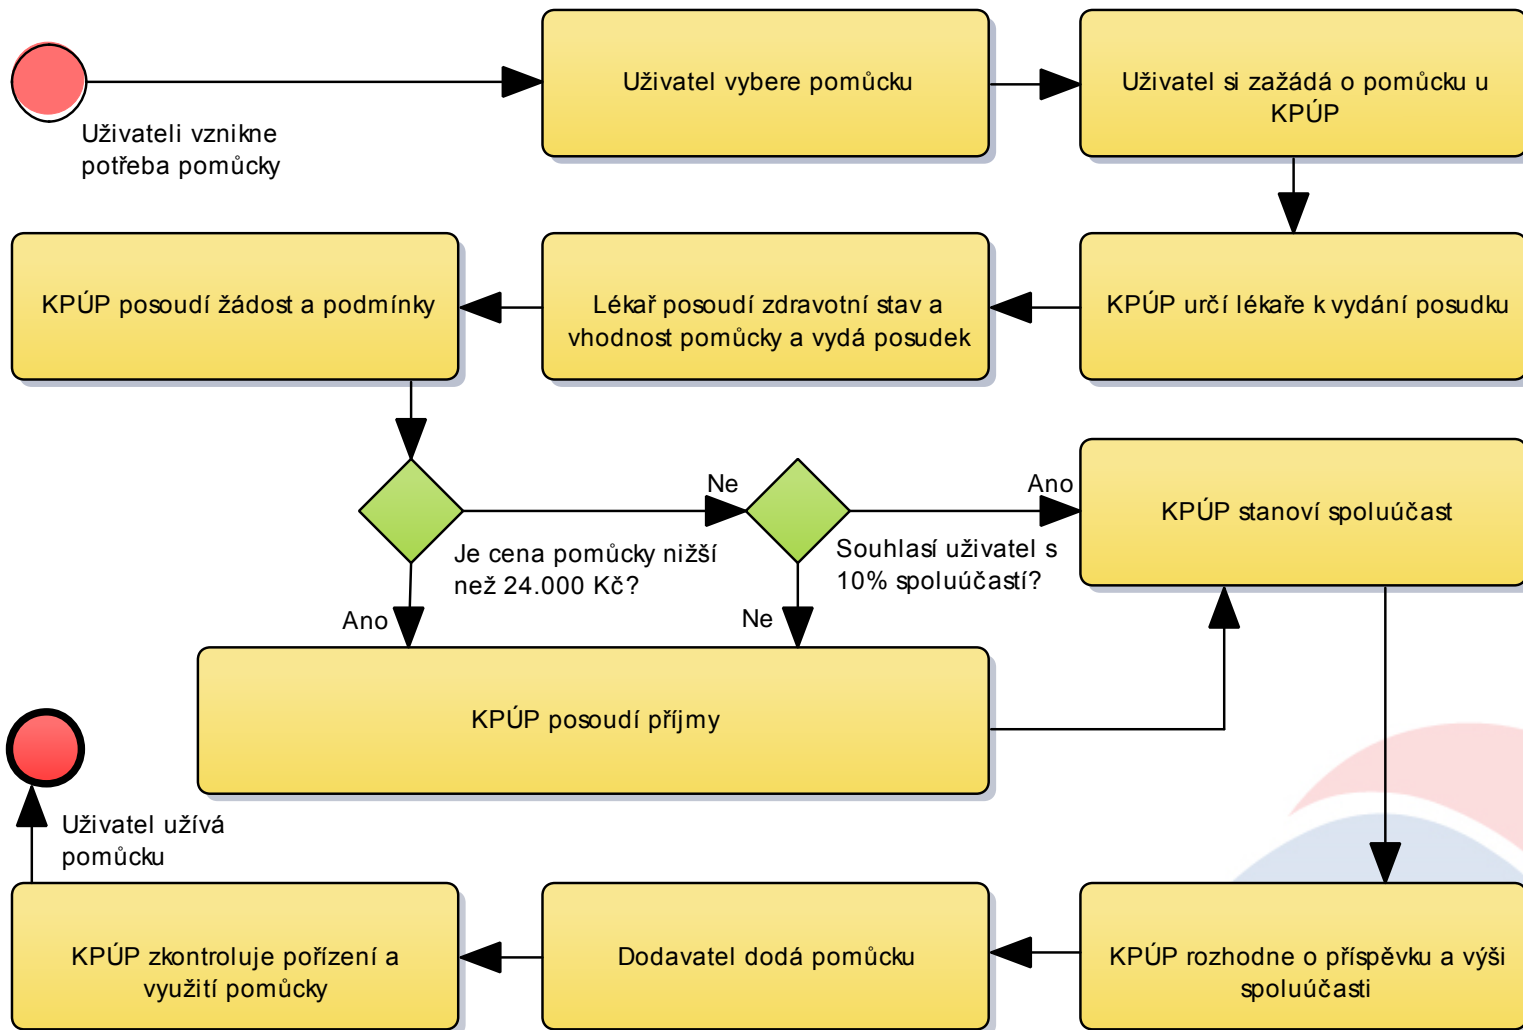 Uživateli vznikne
potřeba pomůcky
Uživatel vybere pomůcku
Uživatel si zažádá o pomůcku u
KPÚP
KPÚP určí lékaře k vydání posudku
Lékař posoudí zdravotní stav a
vhodnost pomůcky a vydá posudek
KPÚP posoudí žádost a podmínky
Je cena pomůcky nižší
než 24.000 Kč?
Ne
Ano
Souhlasí uživatel s
10% spoluúčastí?
Ano
Ne
KPÚP stanoví spoluúčast
KPÚP posoudí příjmy
KPÚP rozhodne o příspěvku a výši
spoluúčasti
Dodavatel dodá pomůcku
KPÚP zkontroluje pořízení a
využití pomůcky
Uživatel užívá
pomůcku